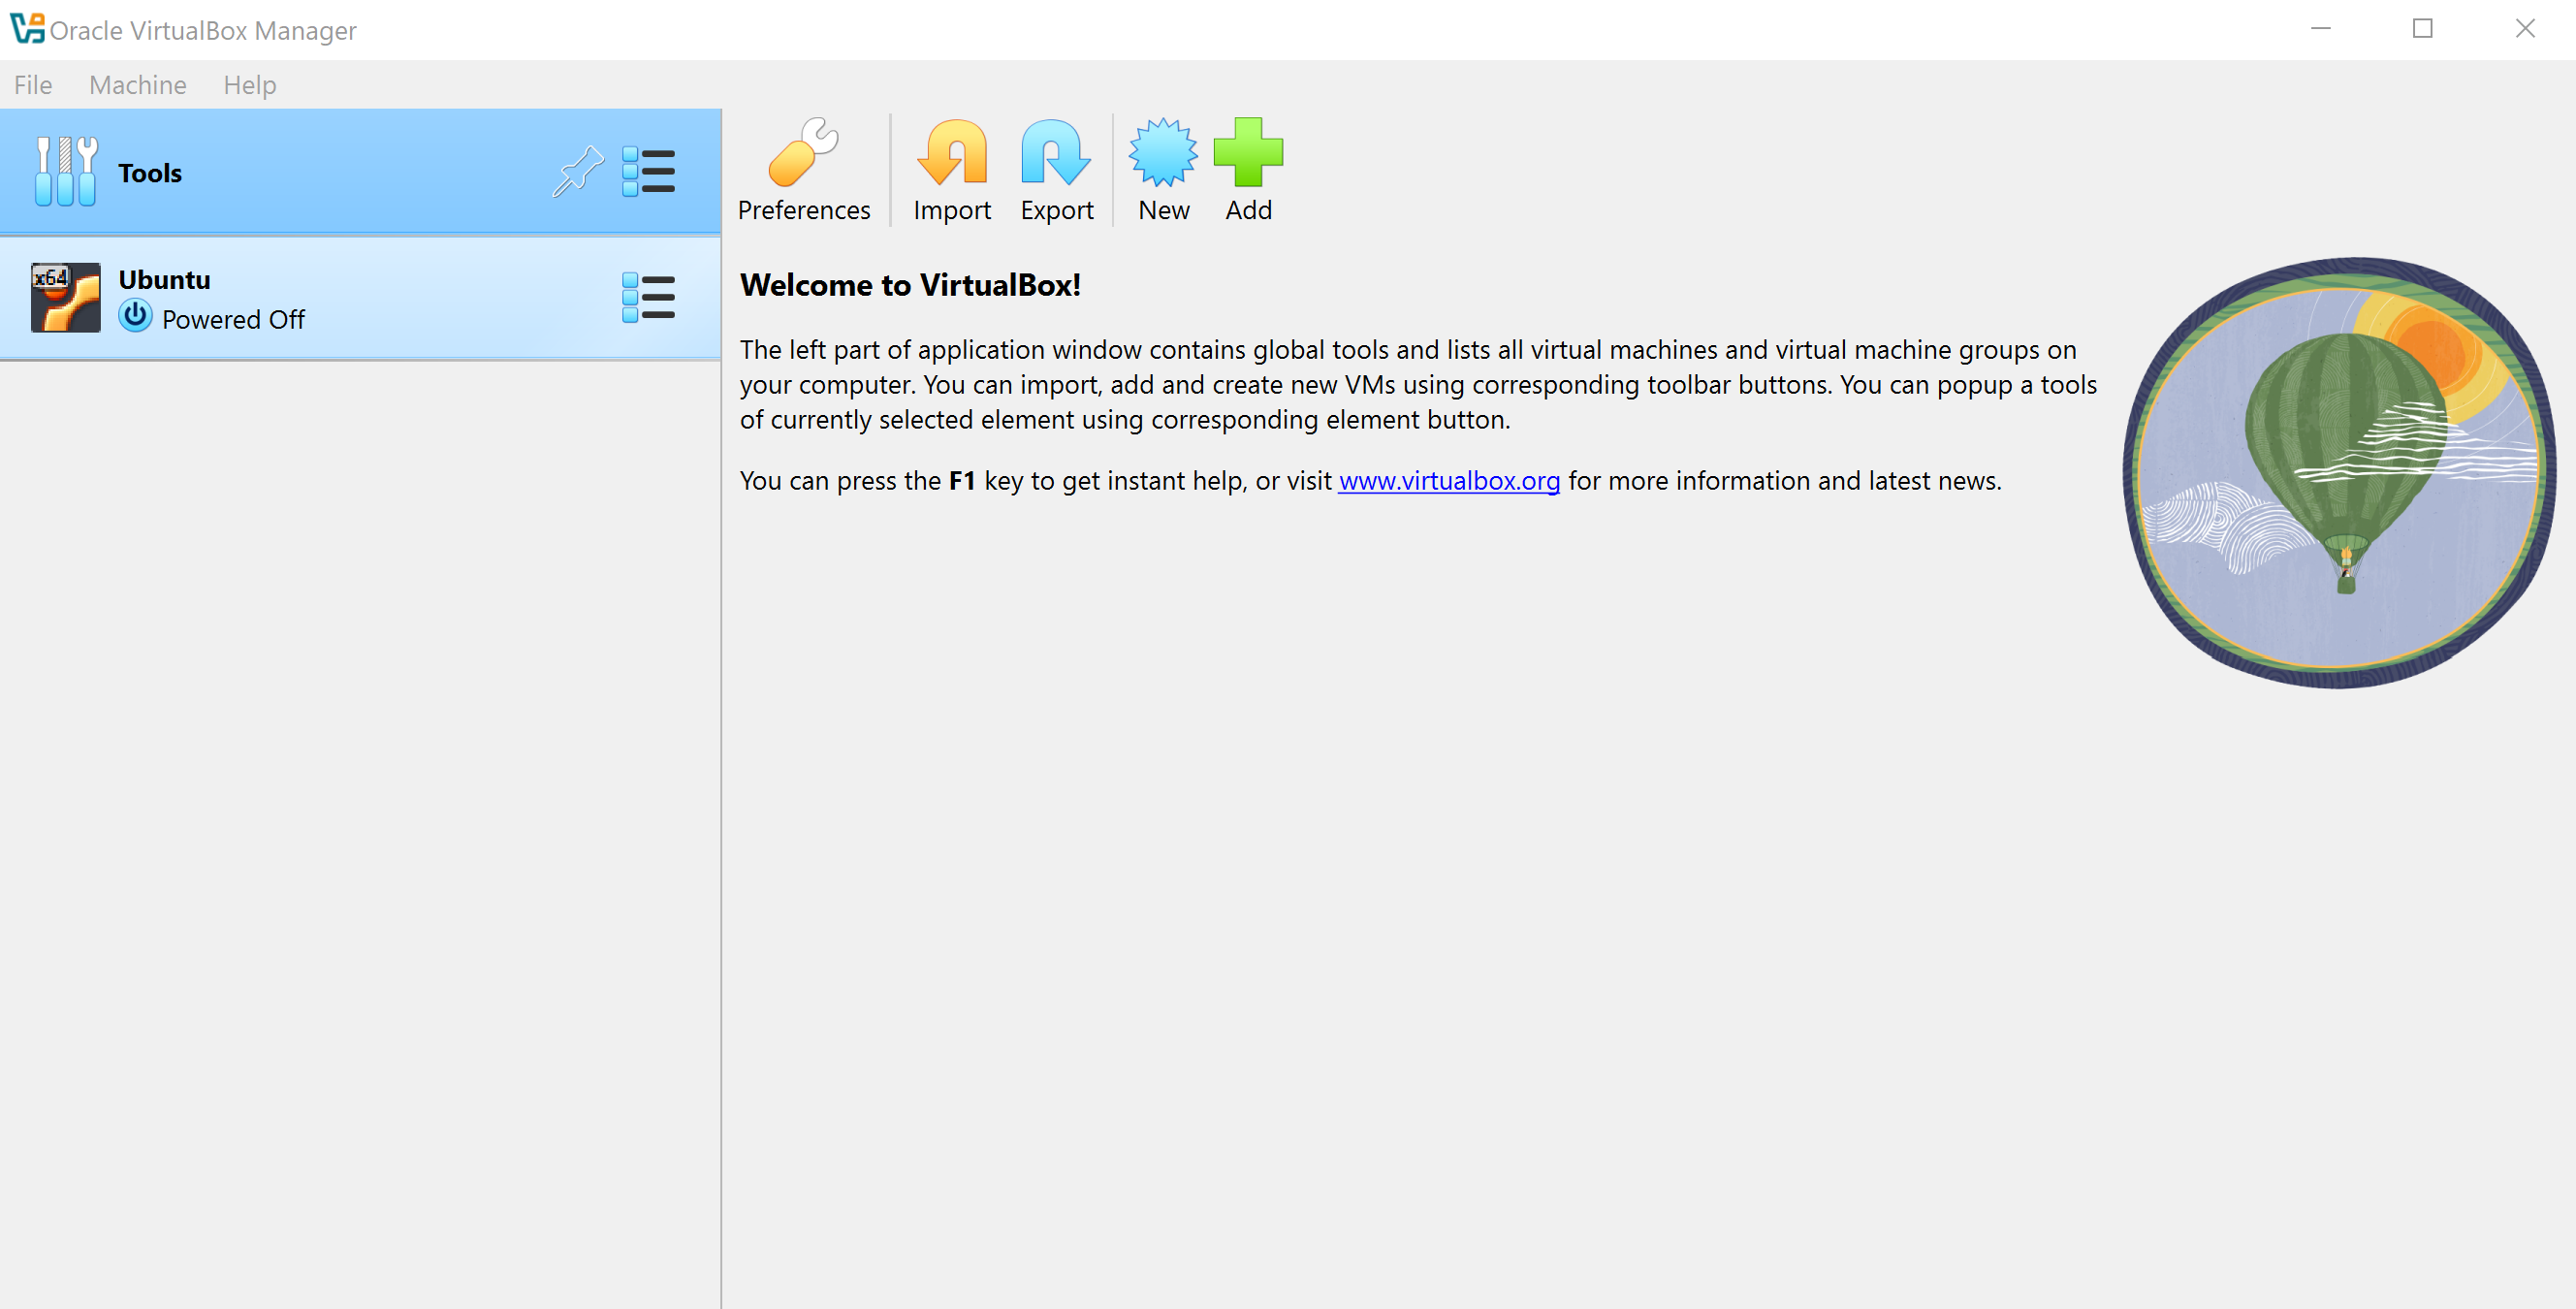 Oracle VirtualBox Manager
File Machine Help
Tools
x64
Ubuntu
Powered Off
Preferences Import Export New Add
Welcome to VirtualBox!
The left part of application window contains global tools and lists all virtual machines and virtual machine groups on
your computer. You can import, add and create new VMs using corresponding toolbar buttons. You can popup a tools
of currently selected element using corresponding element button.
You can press the F1 key to get instant help, or visit www.virtualbox.org for more information and latest news.